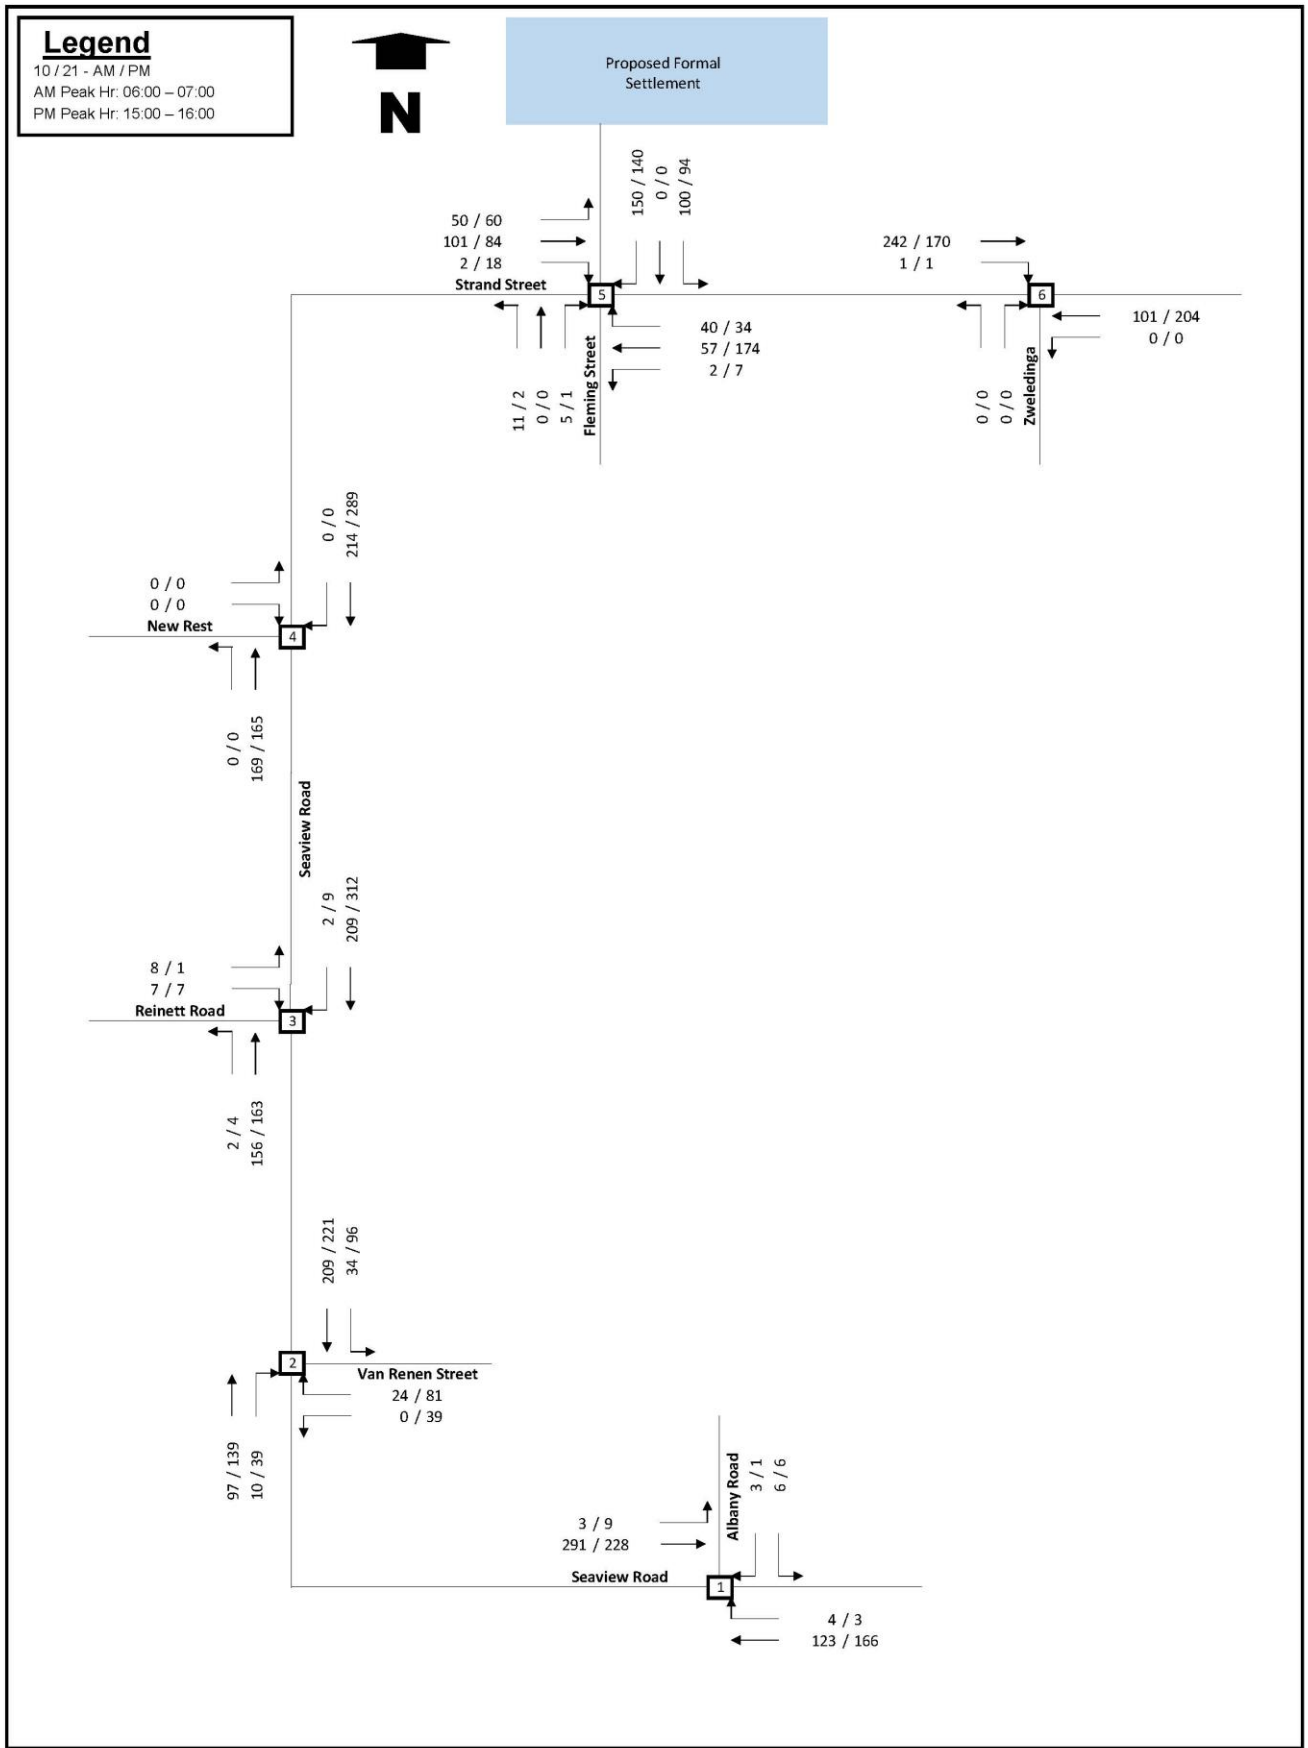 Legend
10 / 21 - AM / PM
AM Peak Hr: 06:00 – 07:00
PM Peak Hr: 15:00 – 16:00
N
Proposed Formal
Settlement
50 / 60
101 / 84
2 / 18
Strand Street
150 / 140
0 / 0
100 / 94
5
40 / 34
57 / 174
2 / 7
11 / 2
0 / 0
5 / 1
Fleming Street
242 / 170
1 / 1
6
101 / 204
0 / 0
0 / 0
0 / 0
Zweledinga
0 / 0
214 / 289
0 / 0
0 / 0
New Rest
4
0 / 0
169 / 165
Seaview Road
2 / 9
209 / 312
8 / 1
7 / 7
Reinett Road
3
2 / 4
156 / 163
209 / 221
34 / 96
2
Van Renen Street
24 / 81
0 / 39
97 / 139
10 / 39
Albany Road
3 / 1
6 / 6
3 / 9
291 / 228
Seaview Road
1
4 / 3
123 / 166